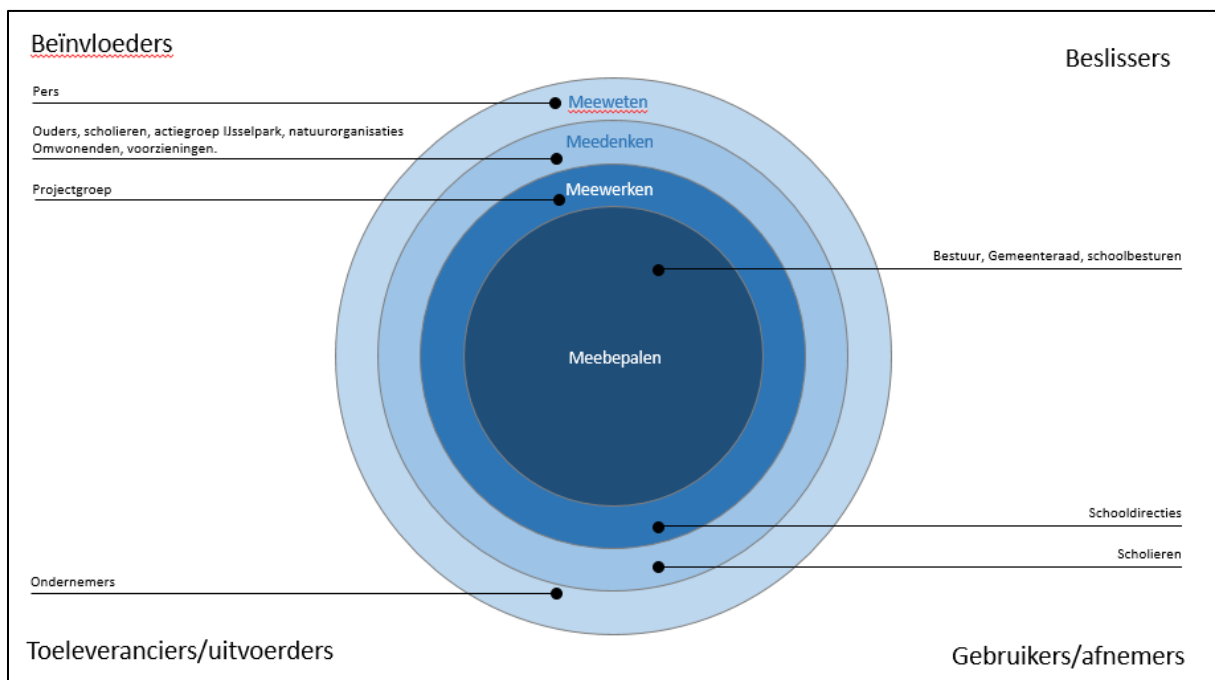 Beïnvloeders
Beslissers
Pers
Meeweten
Ouders, scholieren, actiegroep IJsselpark, natuurorganisaties
Omwonenden, voorzieningen.
Meedenken
Projectgroep
Meewerken
Bestuur, Gemeenteraad, schoolbesturen
Meebepalen
Schooldirecties
Scholieren
Ondernemers
Toeleveranciers/uitvoerders
Gebruikers/afnemers